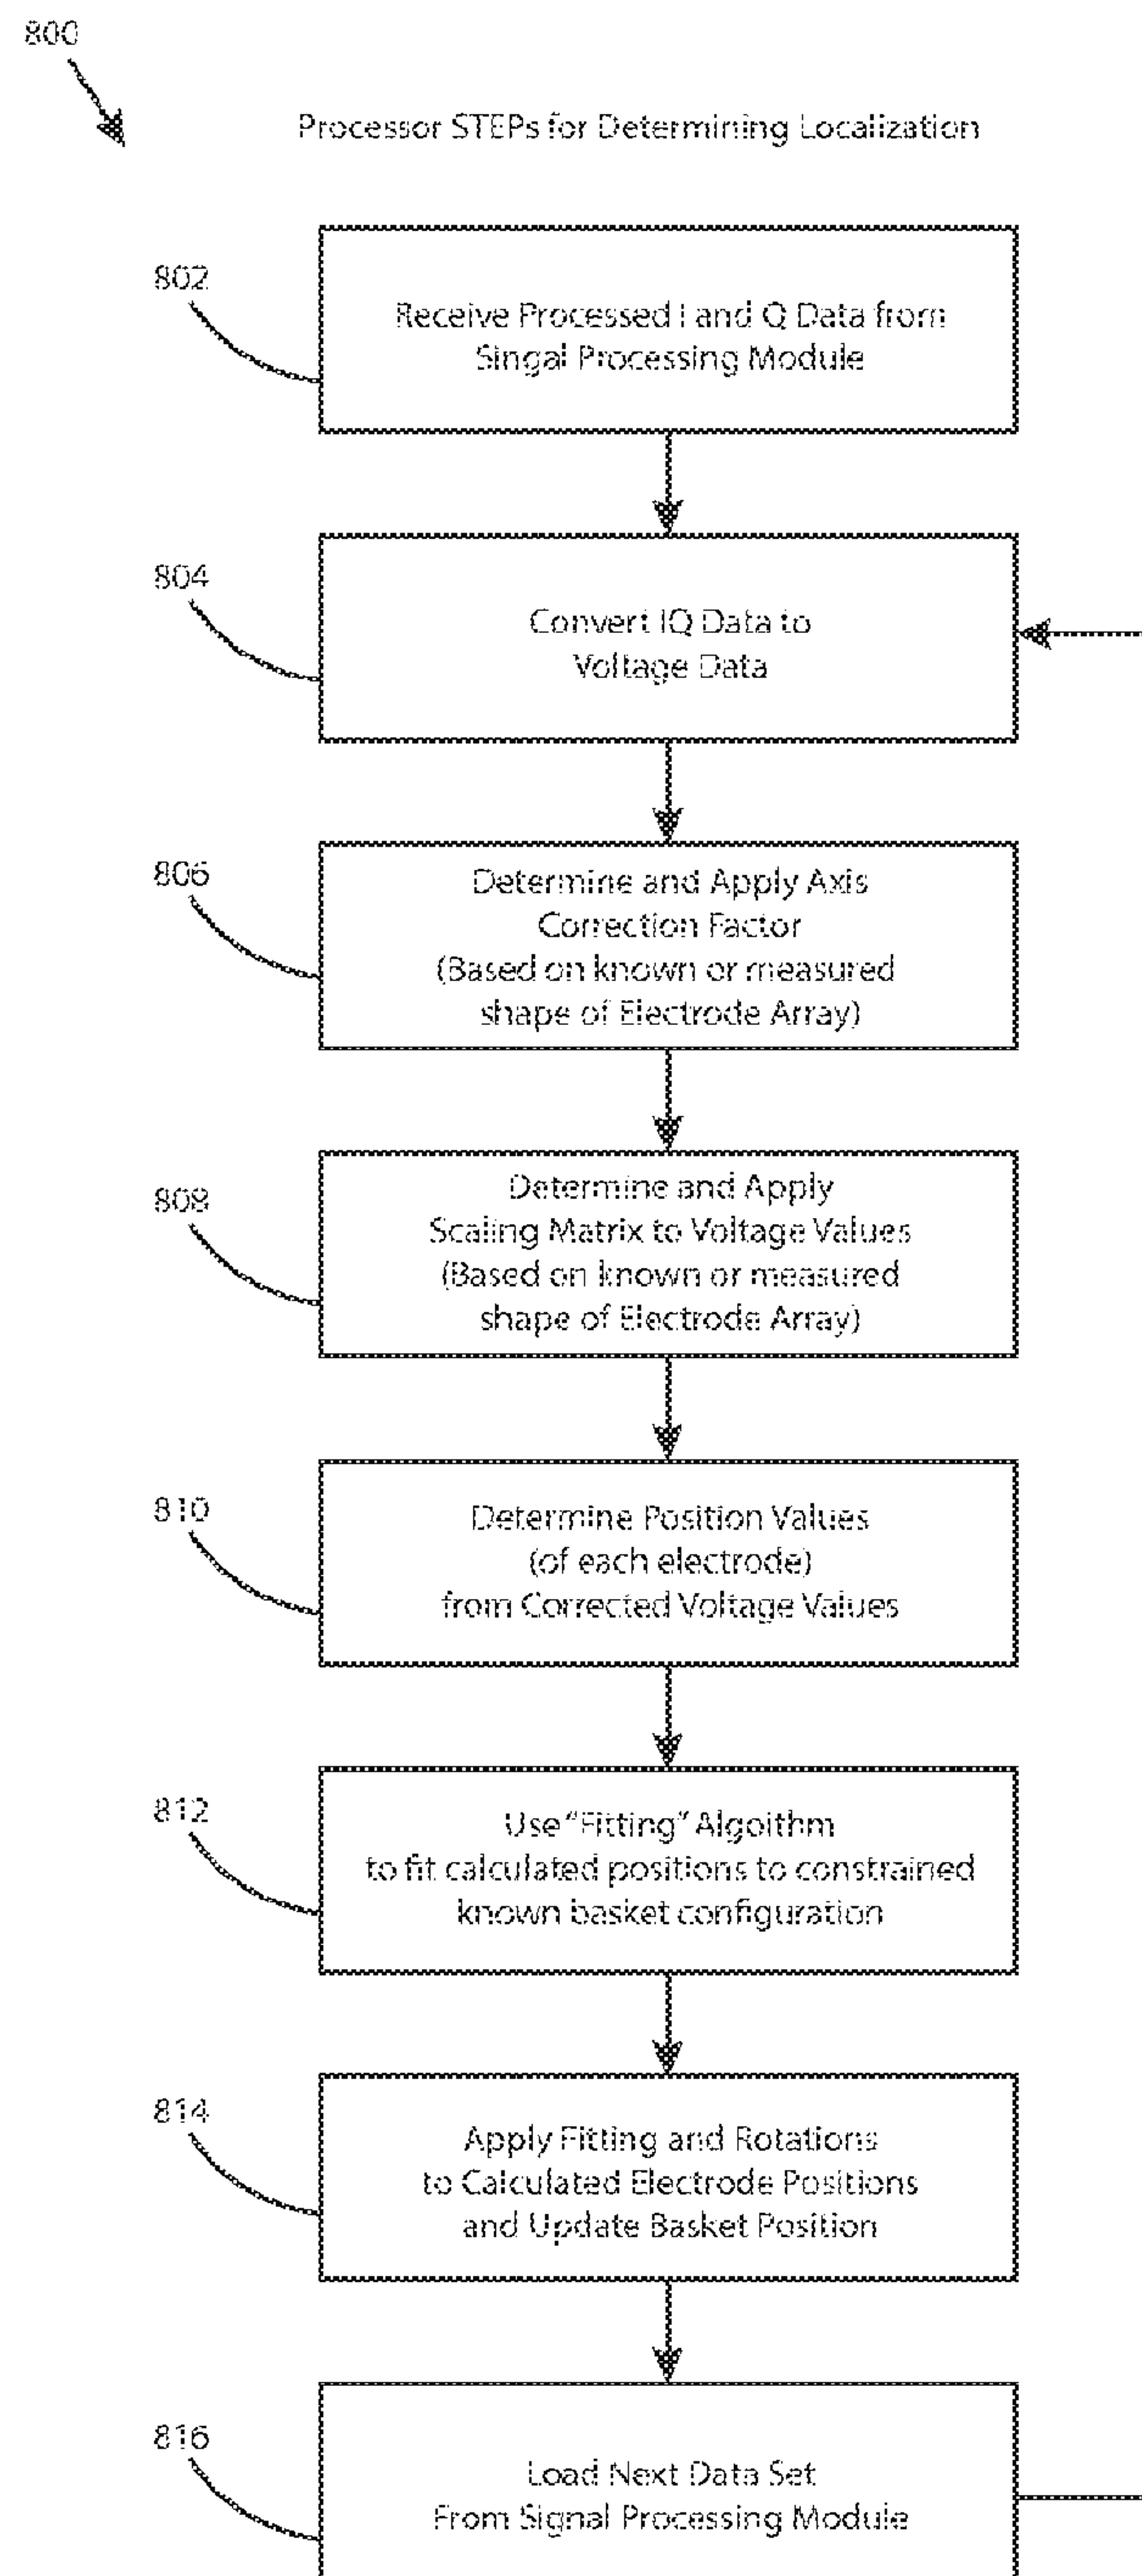 800
Processor STEPs for Determining Localization
802
Receive Processed I and Q Data from
Singal Processing Module
804
Convert IQ Data to
Voltage Data
806
Determine and Apply Axis
Correction Factor
(Based on known or measured
shape of Electrode Array)
808
Determine and Apply
Scaling Matrix to Voltage Values
(Based on known or measured
shape of Electrode Array)
810
Determine Position Values
(of each electrode)
from Corrected Voltage Values
812
Use “Fitting” Algoithm
to fit calculated positions to constrained
known basket configuration
814
Apply Fitting and Rotations
to Calculated Electrode Positions
and Update Basket Position
816
Load Next Data Set
From Signal Processing Module